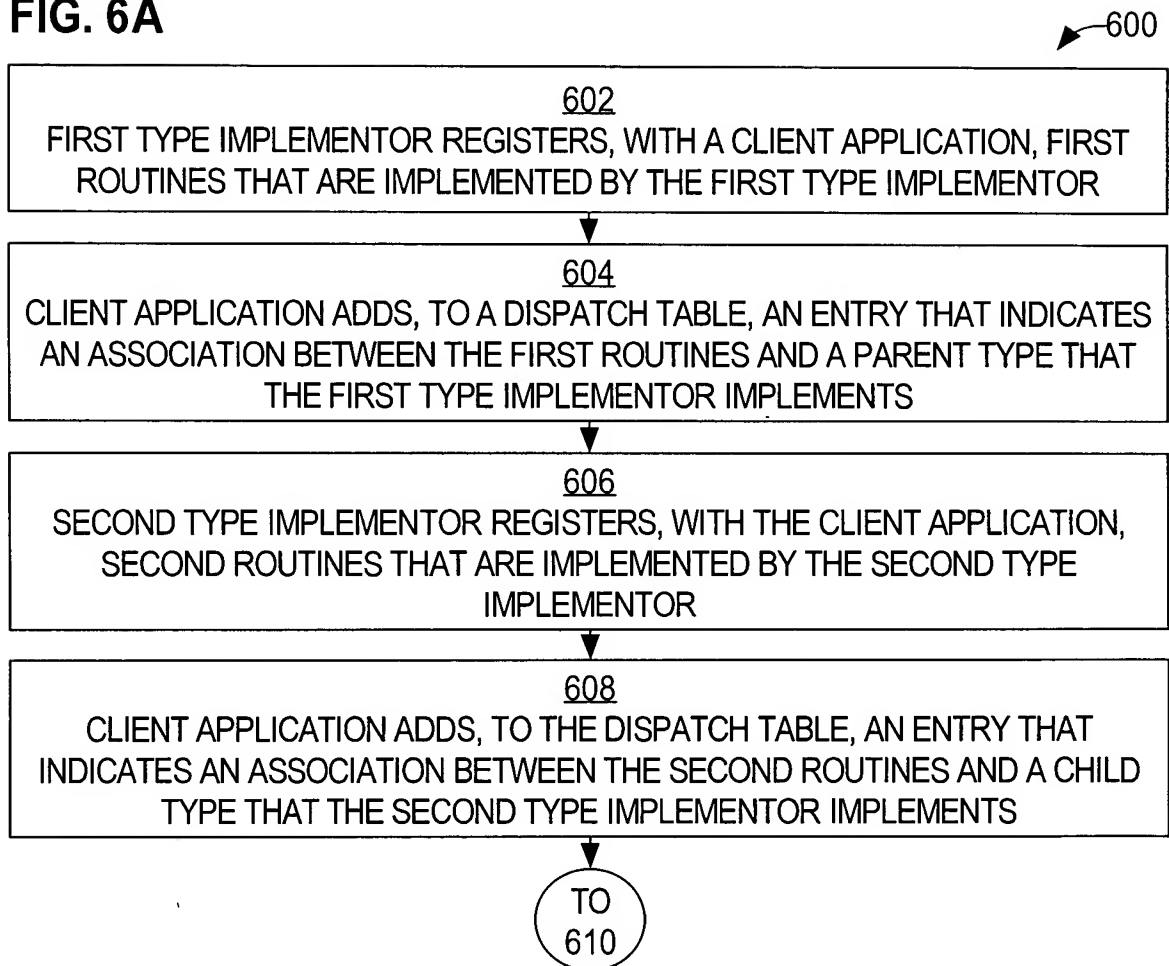 FIG. 6A
600
602
FIRST TYPE IMPLEMENTOR REGISTERS, WITH A CLIENT APPLICATION, FIRST
ROUTINES THAT ARE IMPLEMENTED BY THE FIRST TYPE IMPLEMENTOR
604
CLIENT APPLICATION ADDS, TO A DISPATCH TABLE, AN ENTRY THAT INDICATES
AN ASSOCIATION BETWEEN THE FIRST ROUTINES AND A PARENT TYPE THAT
THE FIRST TYPE IMPLEMENTOR IMPLEMENTS
606
SECOND TYPE IMPLEMENTOR REGISTERS, WITH THE CLIENT APPLICATION,
SECOND ROUTINES THAT ARE IMPLEMENTED BY THE SECOND TYPE
IMPLEMENTOR
608
CLIENT APPLICATION ADDS, TO THE DISPATCH TABLE, AN ENTRY THAT
INDICATES AN ASSOCIATION BETWEEN THE SECOND ROUTINES AND A CHILD
TYPE THAT THE SECOND TYPE IMPLEMENTOR IMPLEMENTS
TO
610